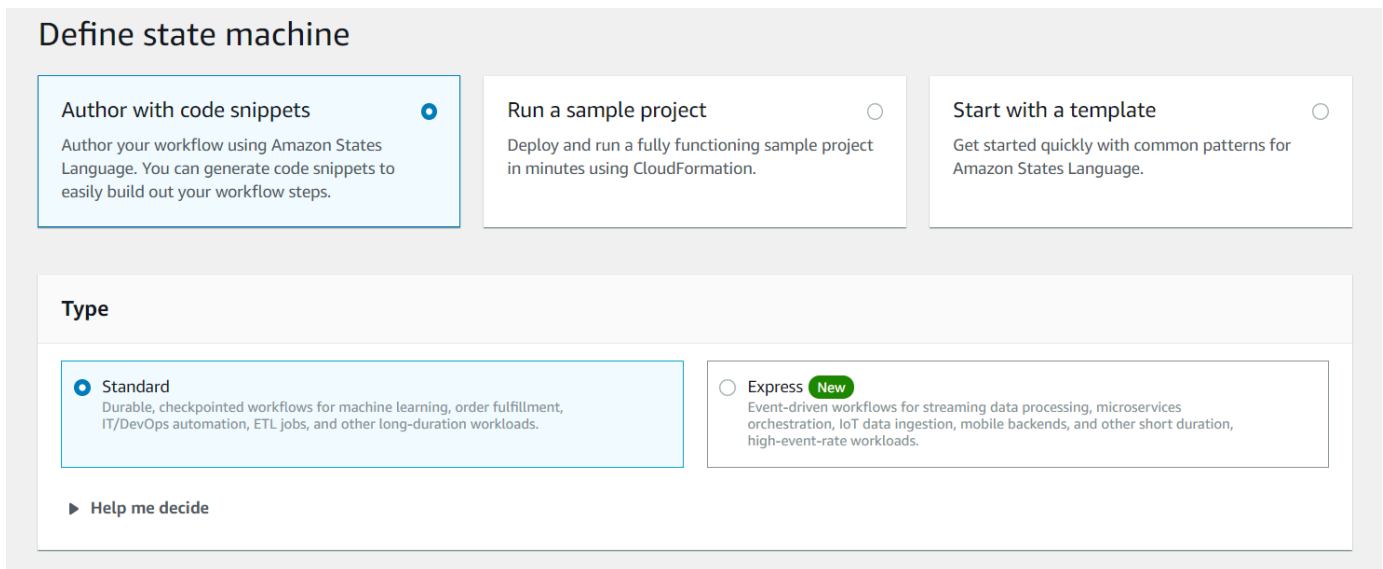 Define state machine
Author with code snippets
Author your workflow using Amazon States
Language. You can generate code snippets to
easily build out your workflow steps.
Run a sample project
Deploy and run a fully functioning sample project
in minutes using CloudFormation.
Start with a template
Get started quickly with common patterns for
Amazon States Language.
Type
Standard
Durable, checkpointed workflows for machine learning, order fulfillment,
IT/DevOps automation, ETL jobs, and other long-duration workloads.
Express New
Event-driven workflows for streaming data processing, microservices
orchestration, IoT data ingestion, mobile backends, and other short duration,
high-event-rate workloads.
Help me decide